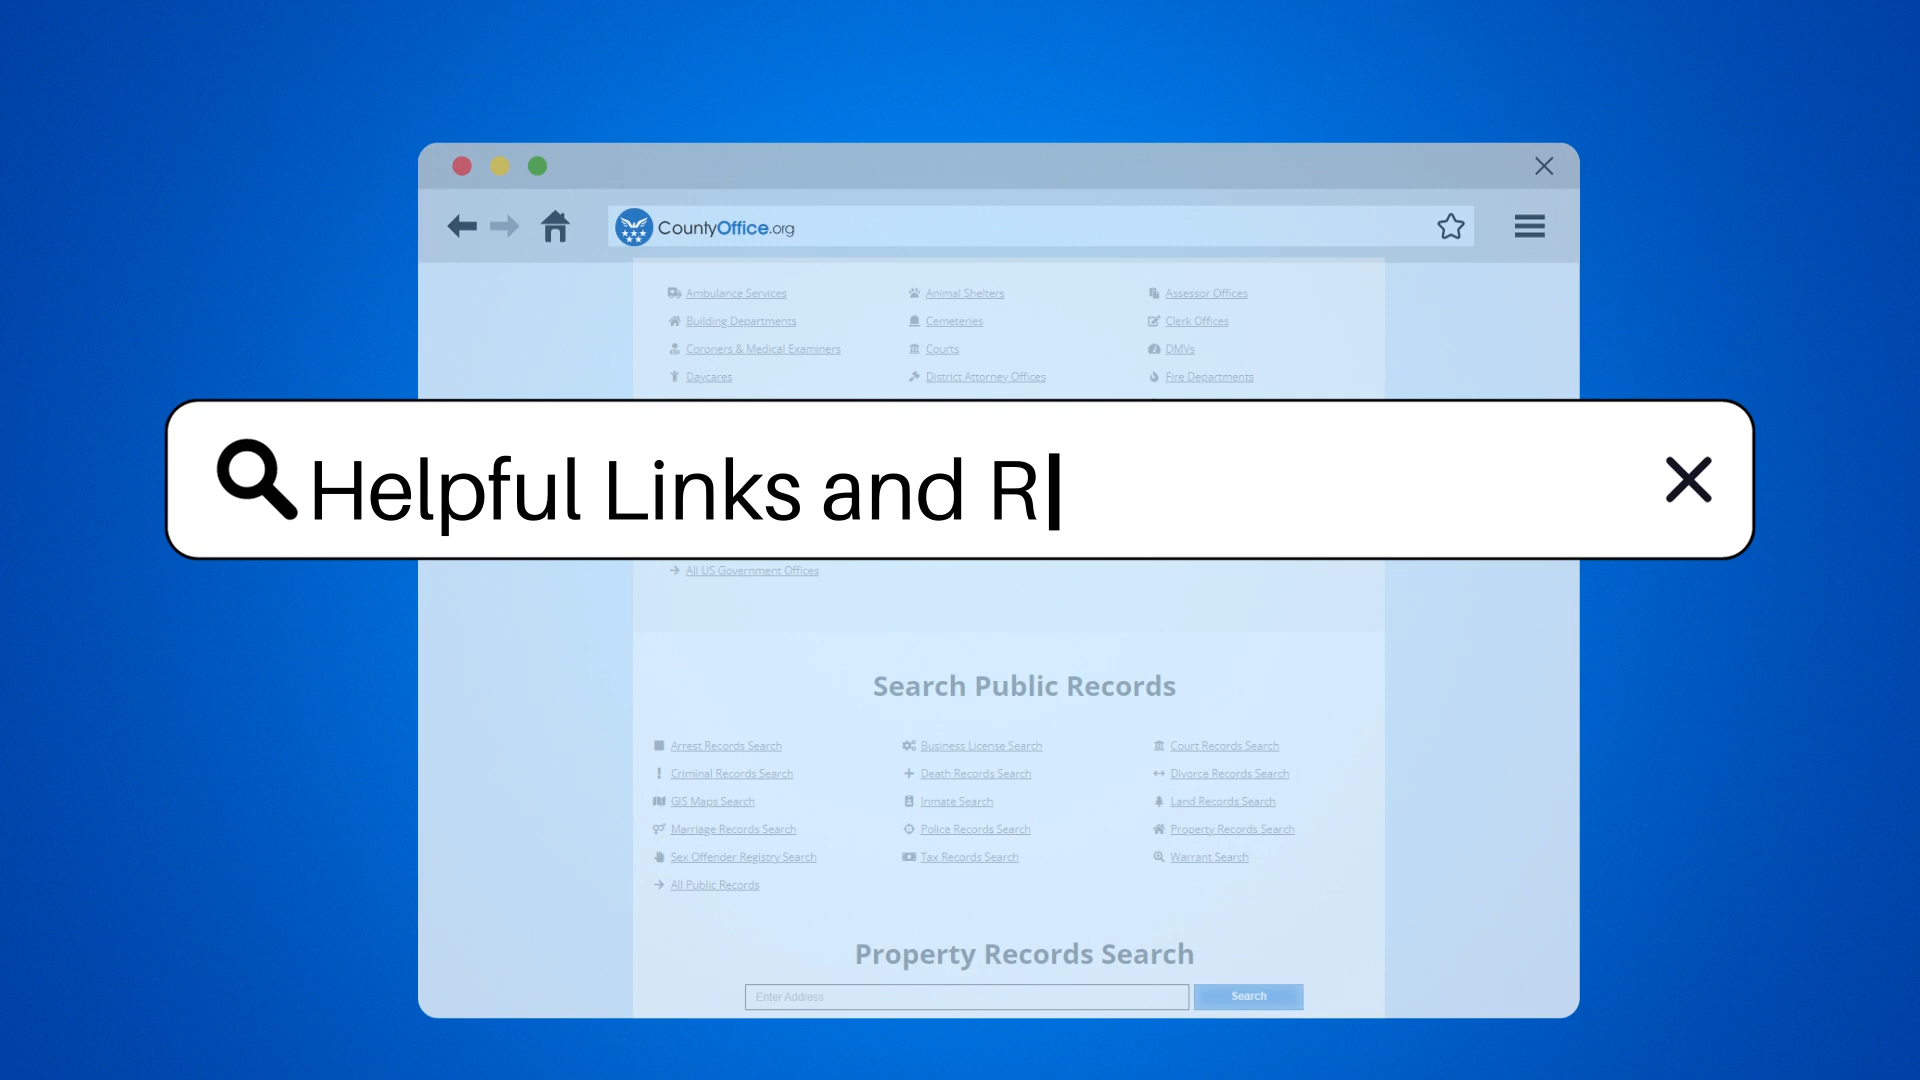 CountyOffice.org
Ambulance Services Animal Shelters Assessor Offices
Building Departments Cemeteries Clerk Offices
Coroners & Medical Examiners Courts DMVs
Daycares District Attorney Offices Fire Departments
Helpful Links and R
All US Government Offices
Search Public Records
Arrest Records Search Business License Search Court Records Search
Criminal Records Search Death Records Search Divorce Records Search
GIS Maps Search Inmate Search Land Records Search
Marriage Records Search Police Records Search Property Records Search
Sex Offender Registry Search Tax Records Search Warrant Search
All Public Records
Property Records Search
Enter Address Search